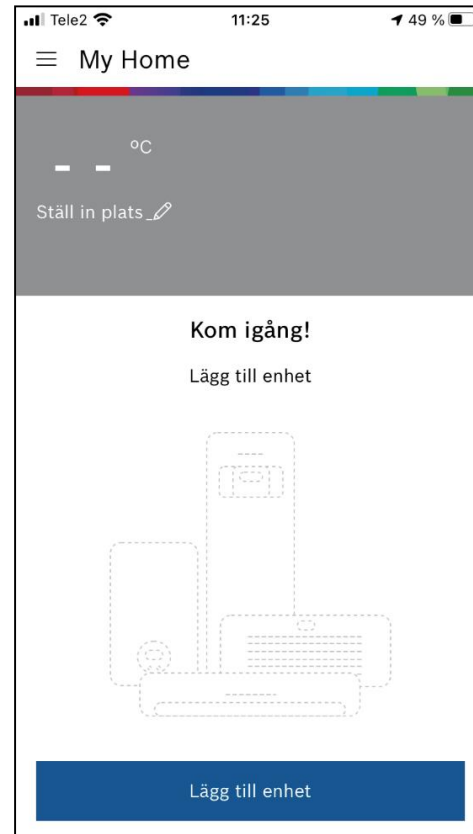 Tele2 11:25 49 %
My Home
-- °C
Ställ in plats
Kom igång!
Lägg till enhet
Lägg till enhet